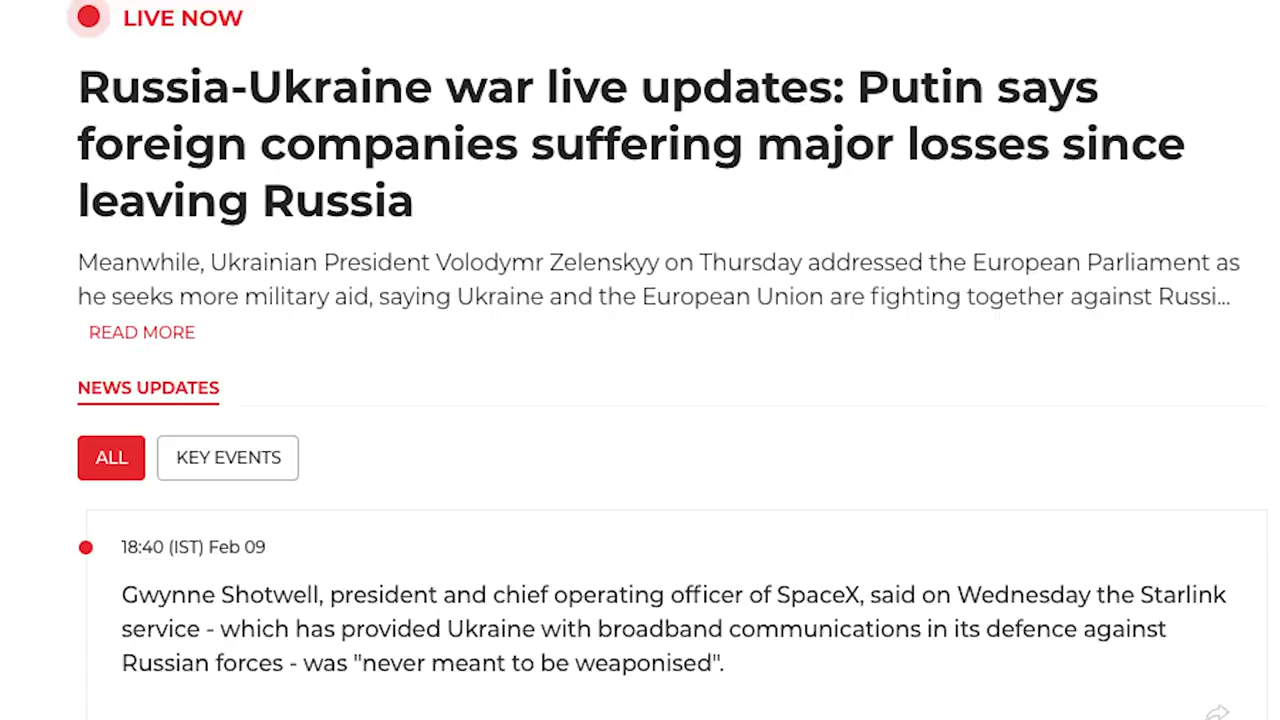 LIVE NOW
Russia-Ukraine war live updates: Putin says
foreign companies suffering major losses since
leaving Russia
Meanwhile, Ukrainian President Volodymr Zelenskyy on Thursday addressed the European Parliament as
he seeks more military aid, saying Ukraine and the European Union are fighting together against Russi...
READ MORE
NEWS UPDATES
ALL
KEY EVENTS
18:40 (IST) Feb 09
Gwynne Shotwell, president and chief operating officer of SpaceX, said on Wednesday the Starlink
service - which has provided Ukraine with broadband communications in its defence against
Russian forces - was "never meant to be weaponised".